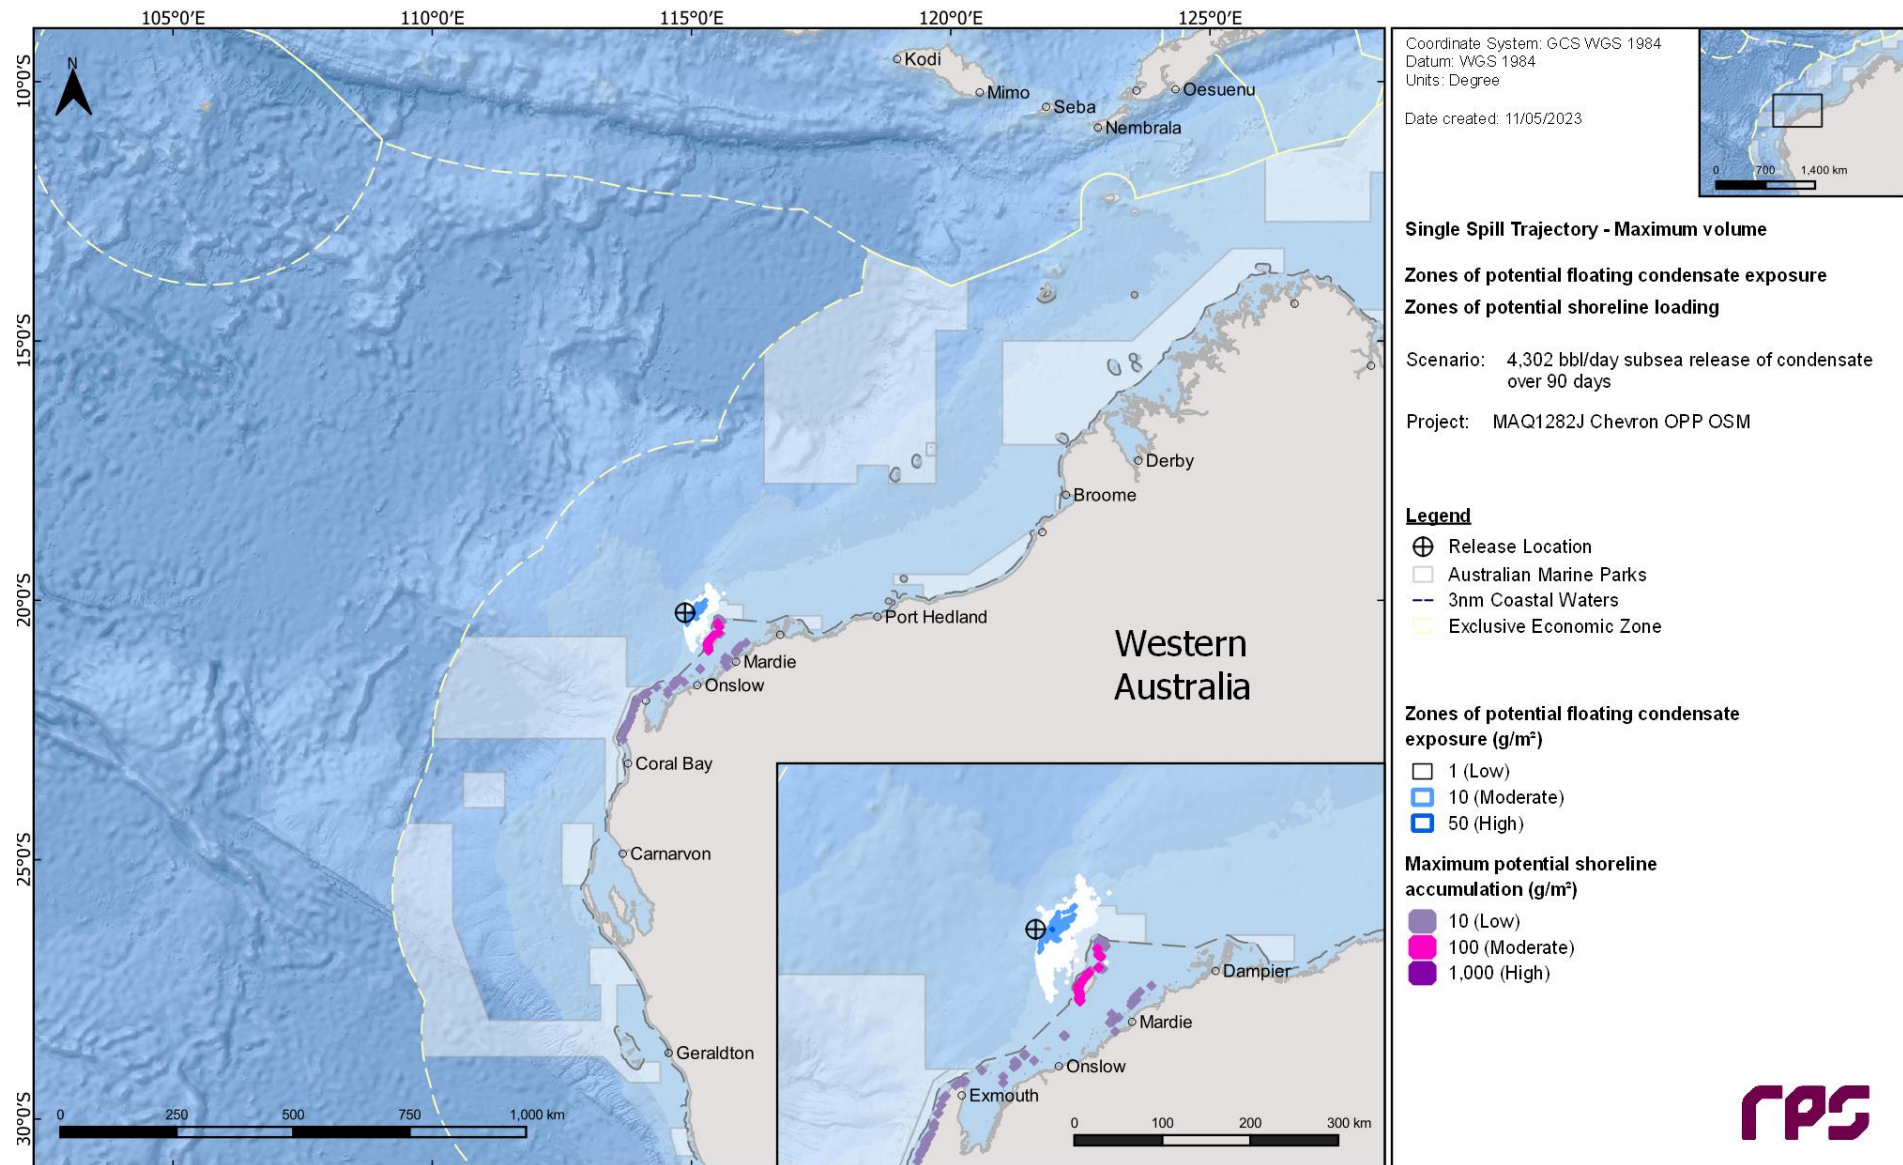 105°0'E 110°0'E 115°0'E 120°0'E 125°0'E
10°0'S
15°0'S
20°0'S
25°0'S
30°0'S
N
Kodi
Mimo
Seba
Oesuenu
Nembrala
Derby
Broome
Port Hedland
Mardie
Onslow
Coral Bay
Carnarvon
Geraldton
Western
Australia
0 250 500 750 1,000 km
Dampier
Mardie
Onslow
Exmouth
0 100 200 300 km
Coordinate System: GCS WGS 1984
Datum: WGS 1984
Units: Degree
Date created: 11/05/2023
0 700 1,400 km
Single Spill Trajectory - Maximum volume
Zones of potential floating condensate exposure
Zones of potential shoreline loading
Scenario: 4,302 bbl/day subsea release of condensate
over 90 days
Project: MAQ1282J Chevron OPP OSM
Legend
Release Location
Australian Marine Parks
3nm Coastal Waters
Exclusive Economic Zone
Zones of potential floating condensate
exposure (g/m²)
1 (Low)
10 (Moderate)
50 (High)
Maximum potential shoreline
accumulation (g/m²)
10 (Low)
100 (Moderate)
1,000 (High)
rps